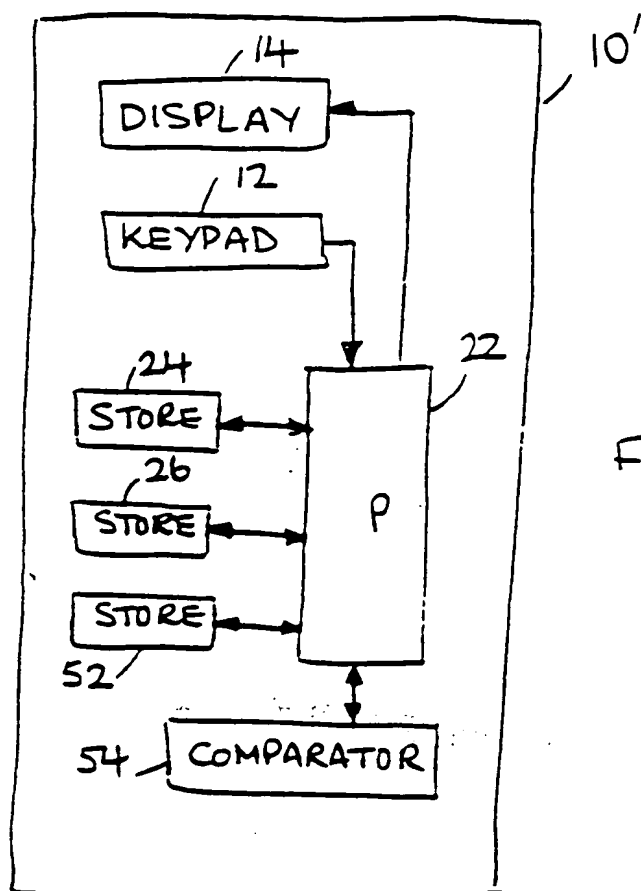 14
10'
DISPLAY
12
KEYPAD
22
24
STORE
26
STORE
P
STORE
52
54
COMPARATOR